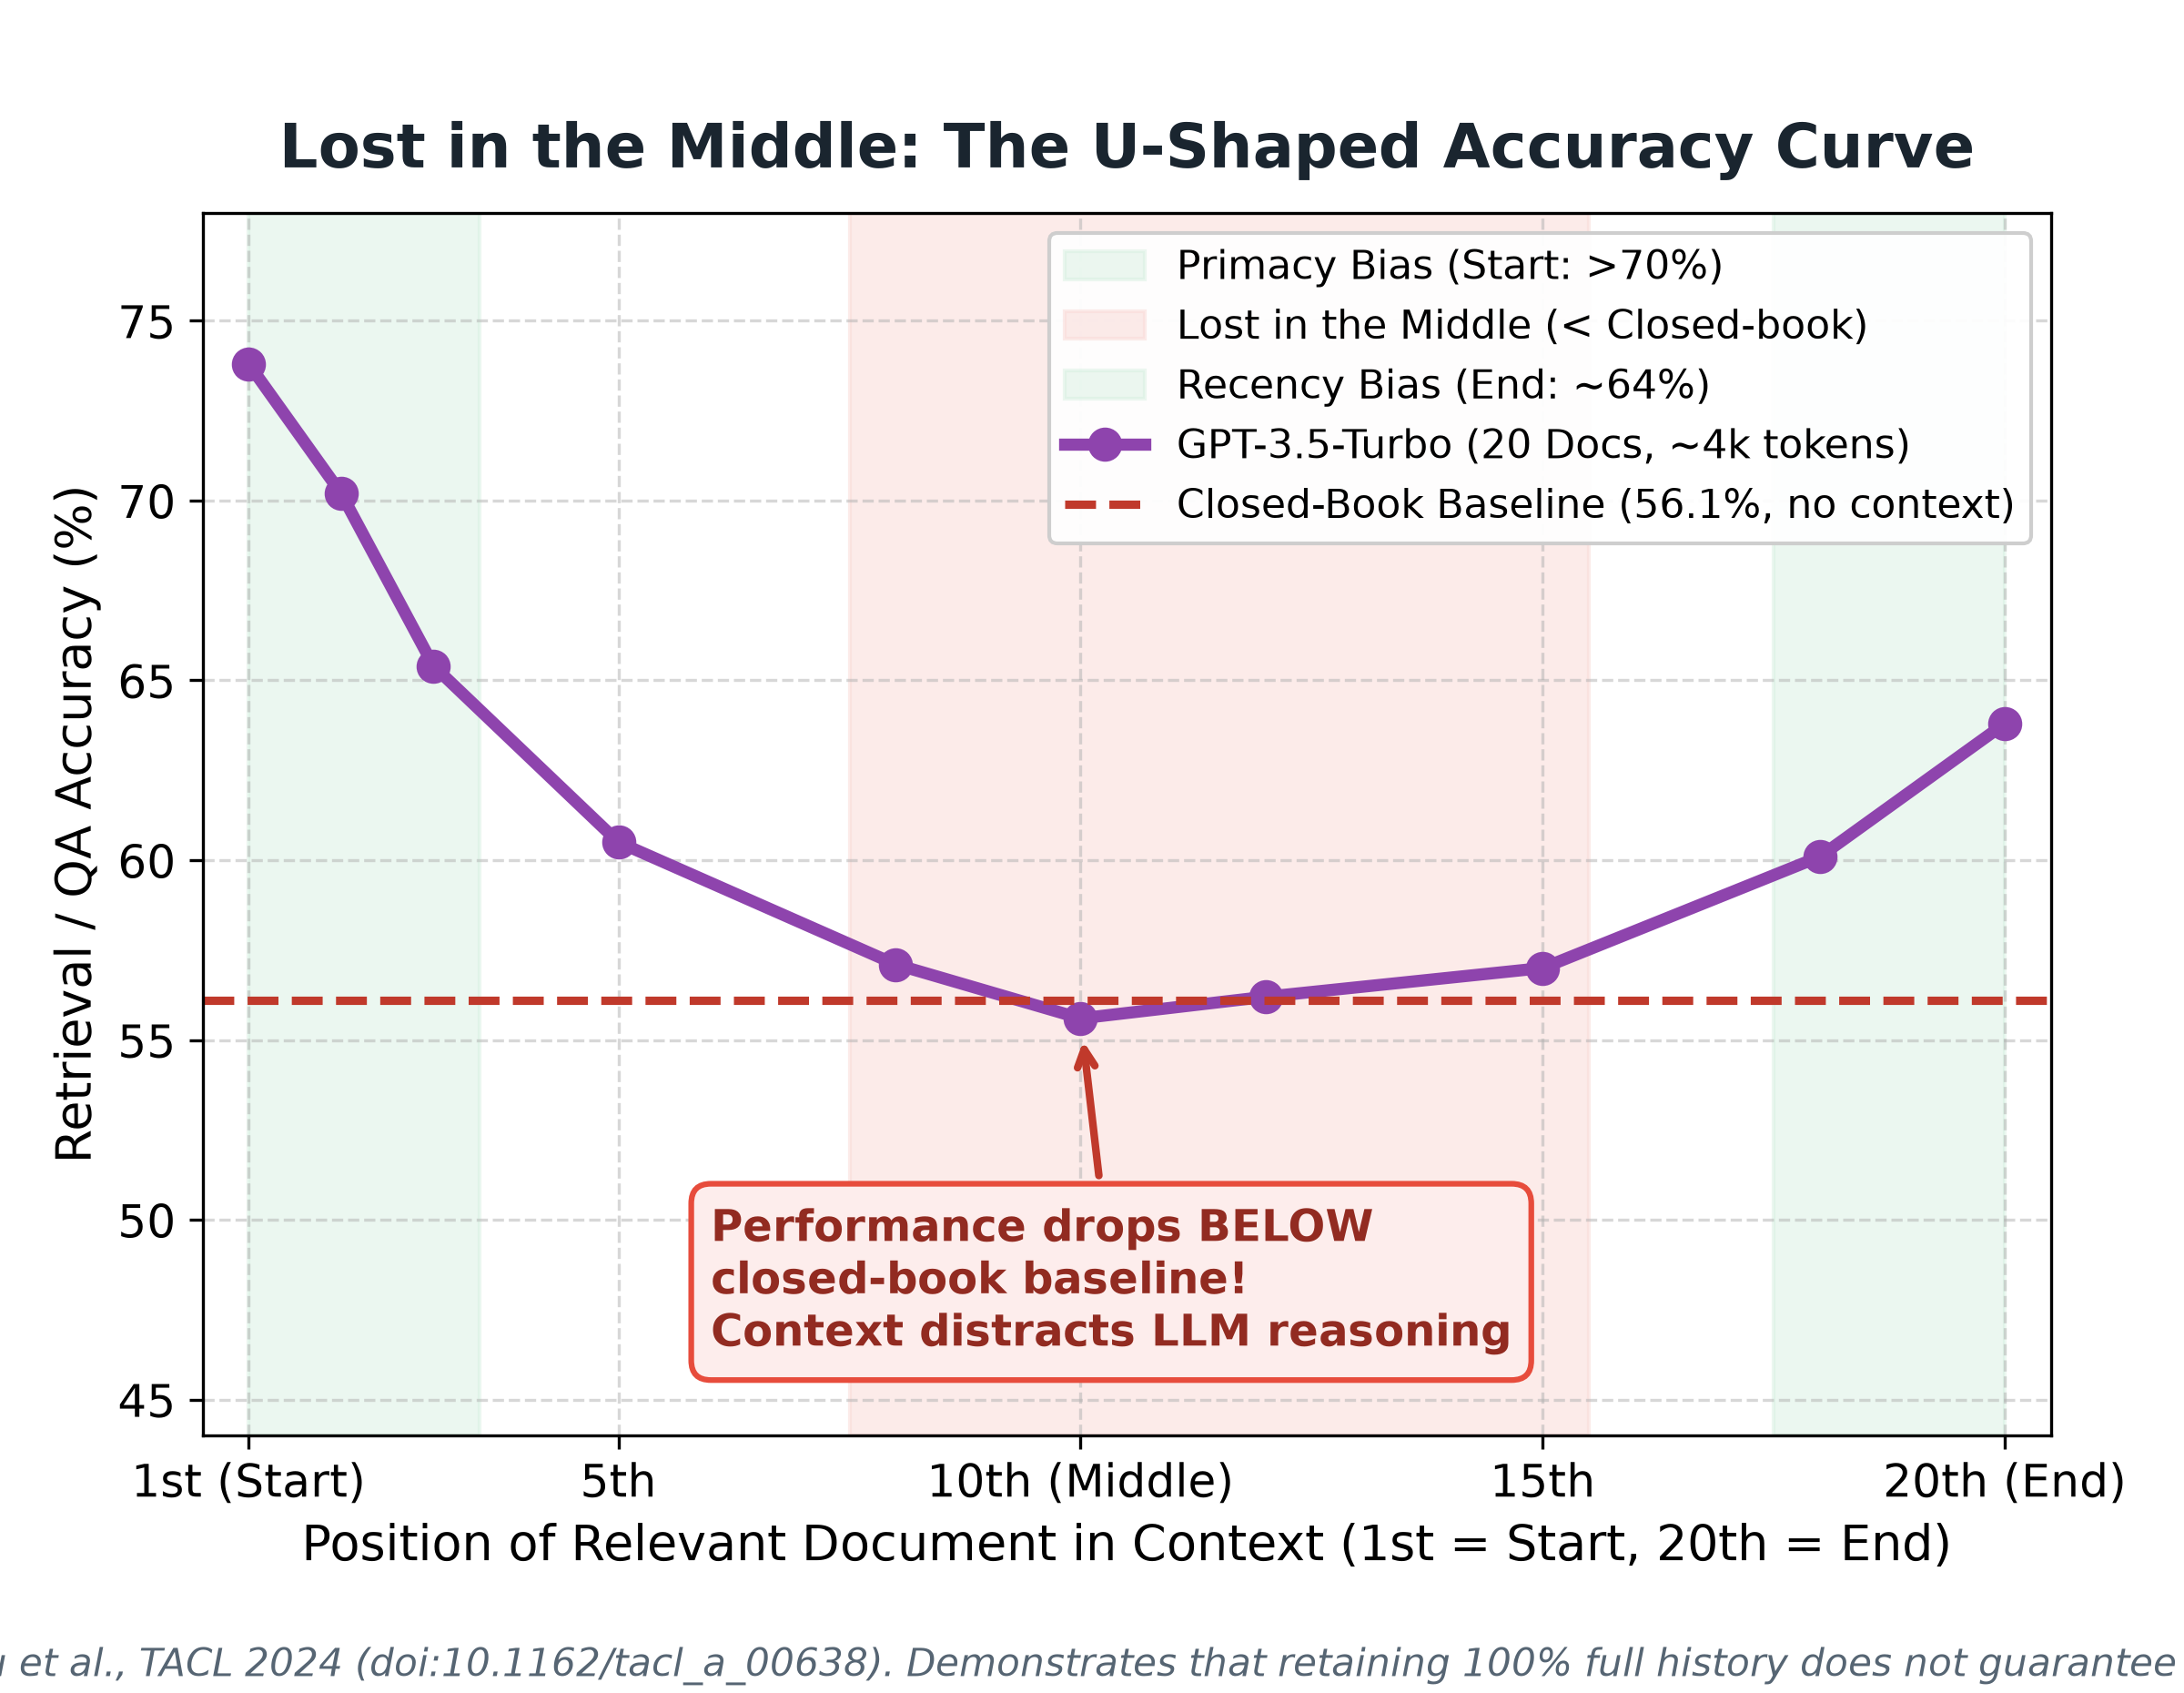 Lost in the Middle: The U-Shaped Accuracy Curve
Primacy Bias (Start: >70%)
Lost in the Middle (< Closed-book)
Recency Bias (End: ~64%)
GPT-3.5-Turbo (20 Docs, ~4k tokens)
Closed-Book Baseline (56.1%, no context)
Retrieval / QA Accuracy (%)
75
70
65
60
55
50
45
Performance drops BELOW
closed-book baseline!
Context distracts LLM reasoning
1st (Start) 5th 10th (Middle) 15th 20th (End)
Position of Relevant Document in Context (1st = Start, 20th = End)
et al., TACL 2024 (doi:10.1162/tacl_a_00638). Demonstrates that retaining 100% full history does not guarantee